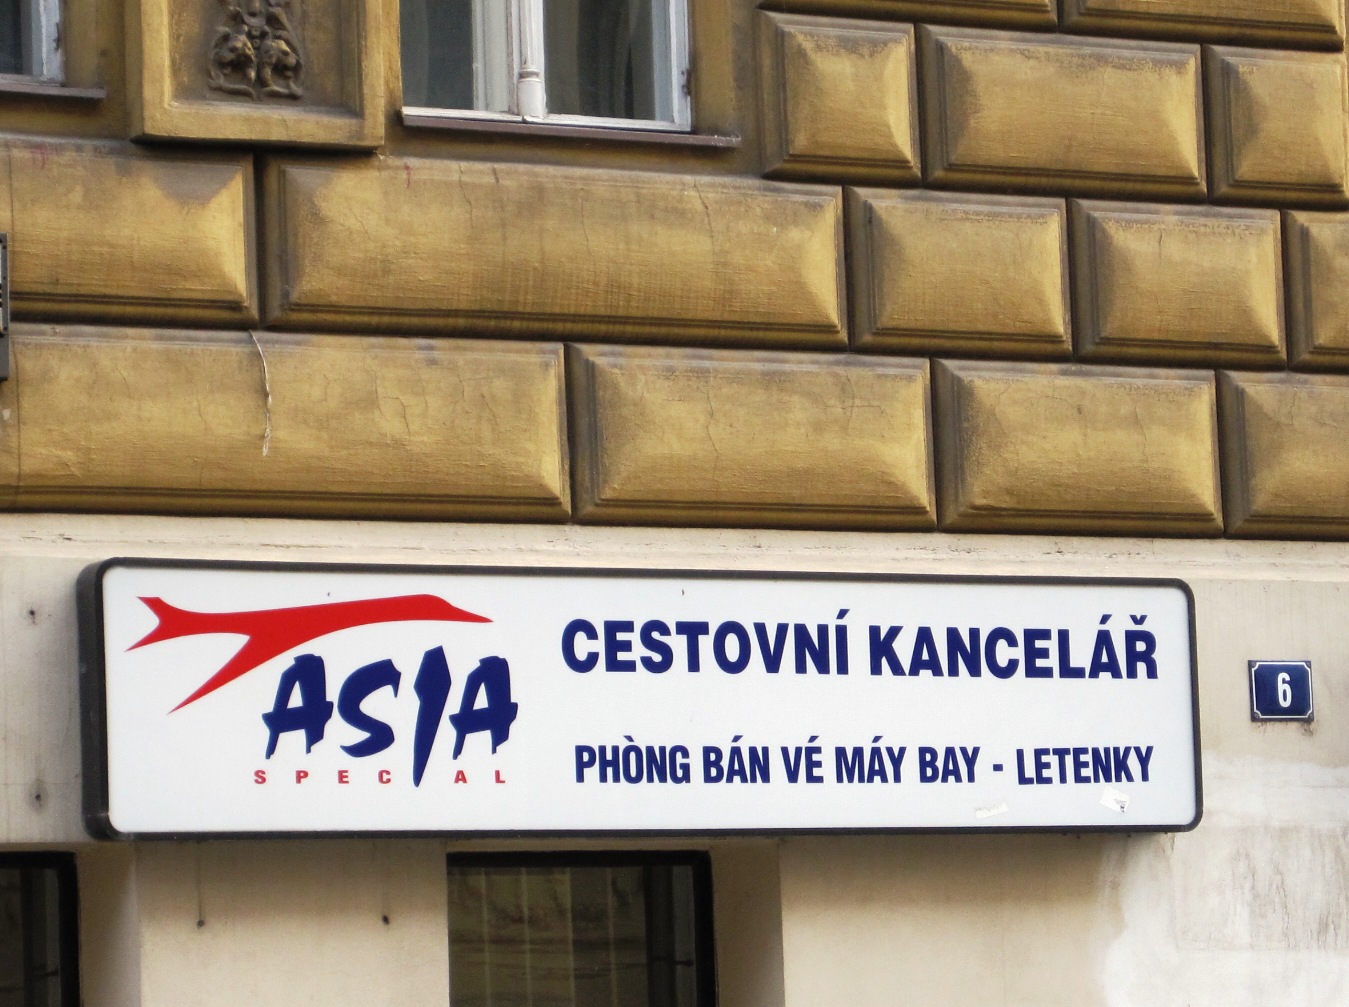 ASIA
SPECIAL
CESTOVNÍ KANCELÁŘ
PHÒNG BÁN VÉ MÁY BAY - LETENKY
6